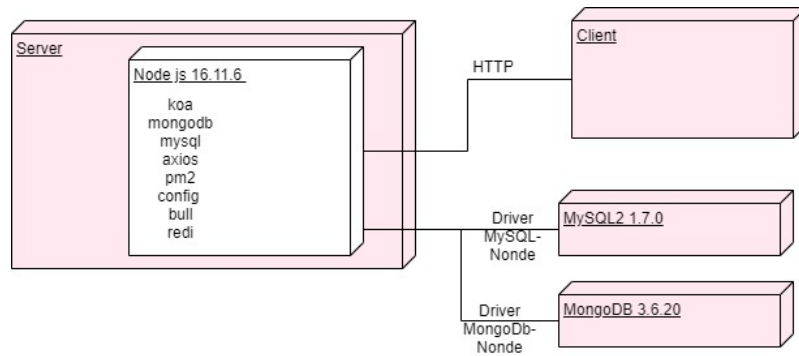 Server
Node js 16.11.6
koa
mongodb
mysql
axios
pm2
config
bull
redi
HTTP
Client
Driver
MySQL-
Nonde
MySQL2 1.7.0
Driver
MongoDb-
Nonde
MongoDB 3.6.20